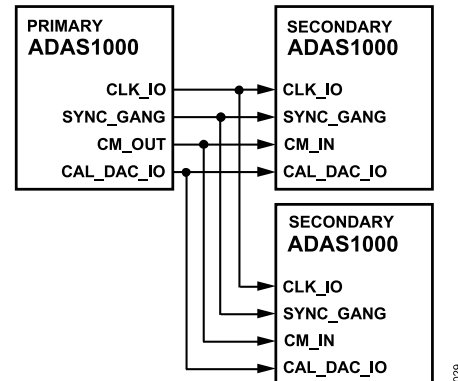 PRIMARY
ADAS1000
CLK_IO
SYNC_GANG
CM_OUT
CAL_DAC_IO
SECONDARY
ADAS1000
CLK_IO
SYNC_GANG
CM_IN
CAL_DAC_IO
SECONDARY
ADAS1000
CLK_IO
SYNC_GANG
CM_IN
CAL_DAC_IO